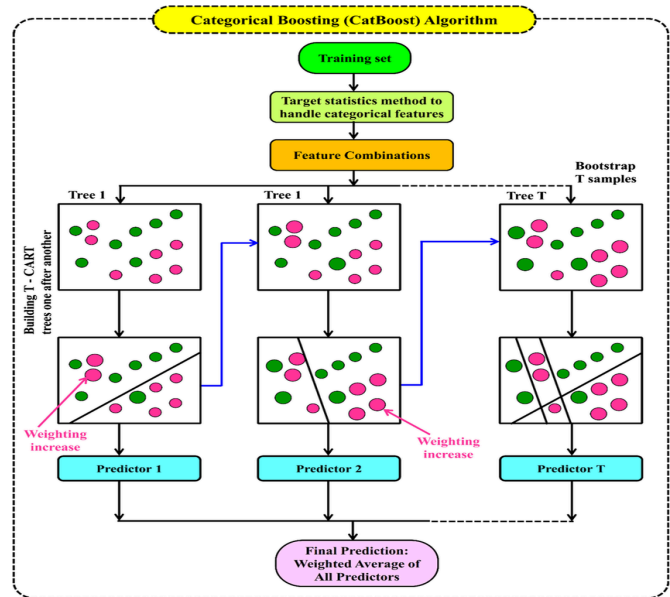 Categorical Boosting (CatBoost) Algorithm
Training set
Target statistics method to
handle categorical features
Feature Combinations
Bootstrap
T samples
Tree 1
Tree 1
Tree T
Building T - CART
trees one after another
Weighting
increase
Weighting
increase
Predictor 1
Predictor 2
Predictor T
Final Prediction:
Weighted Average of
All Predictors